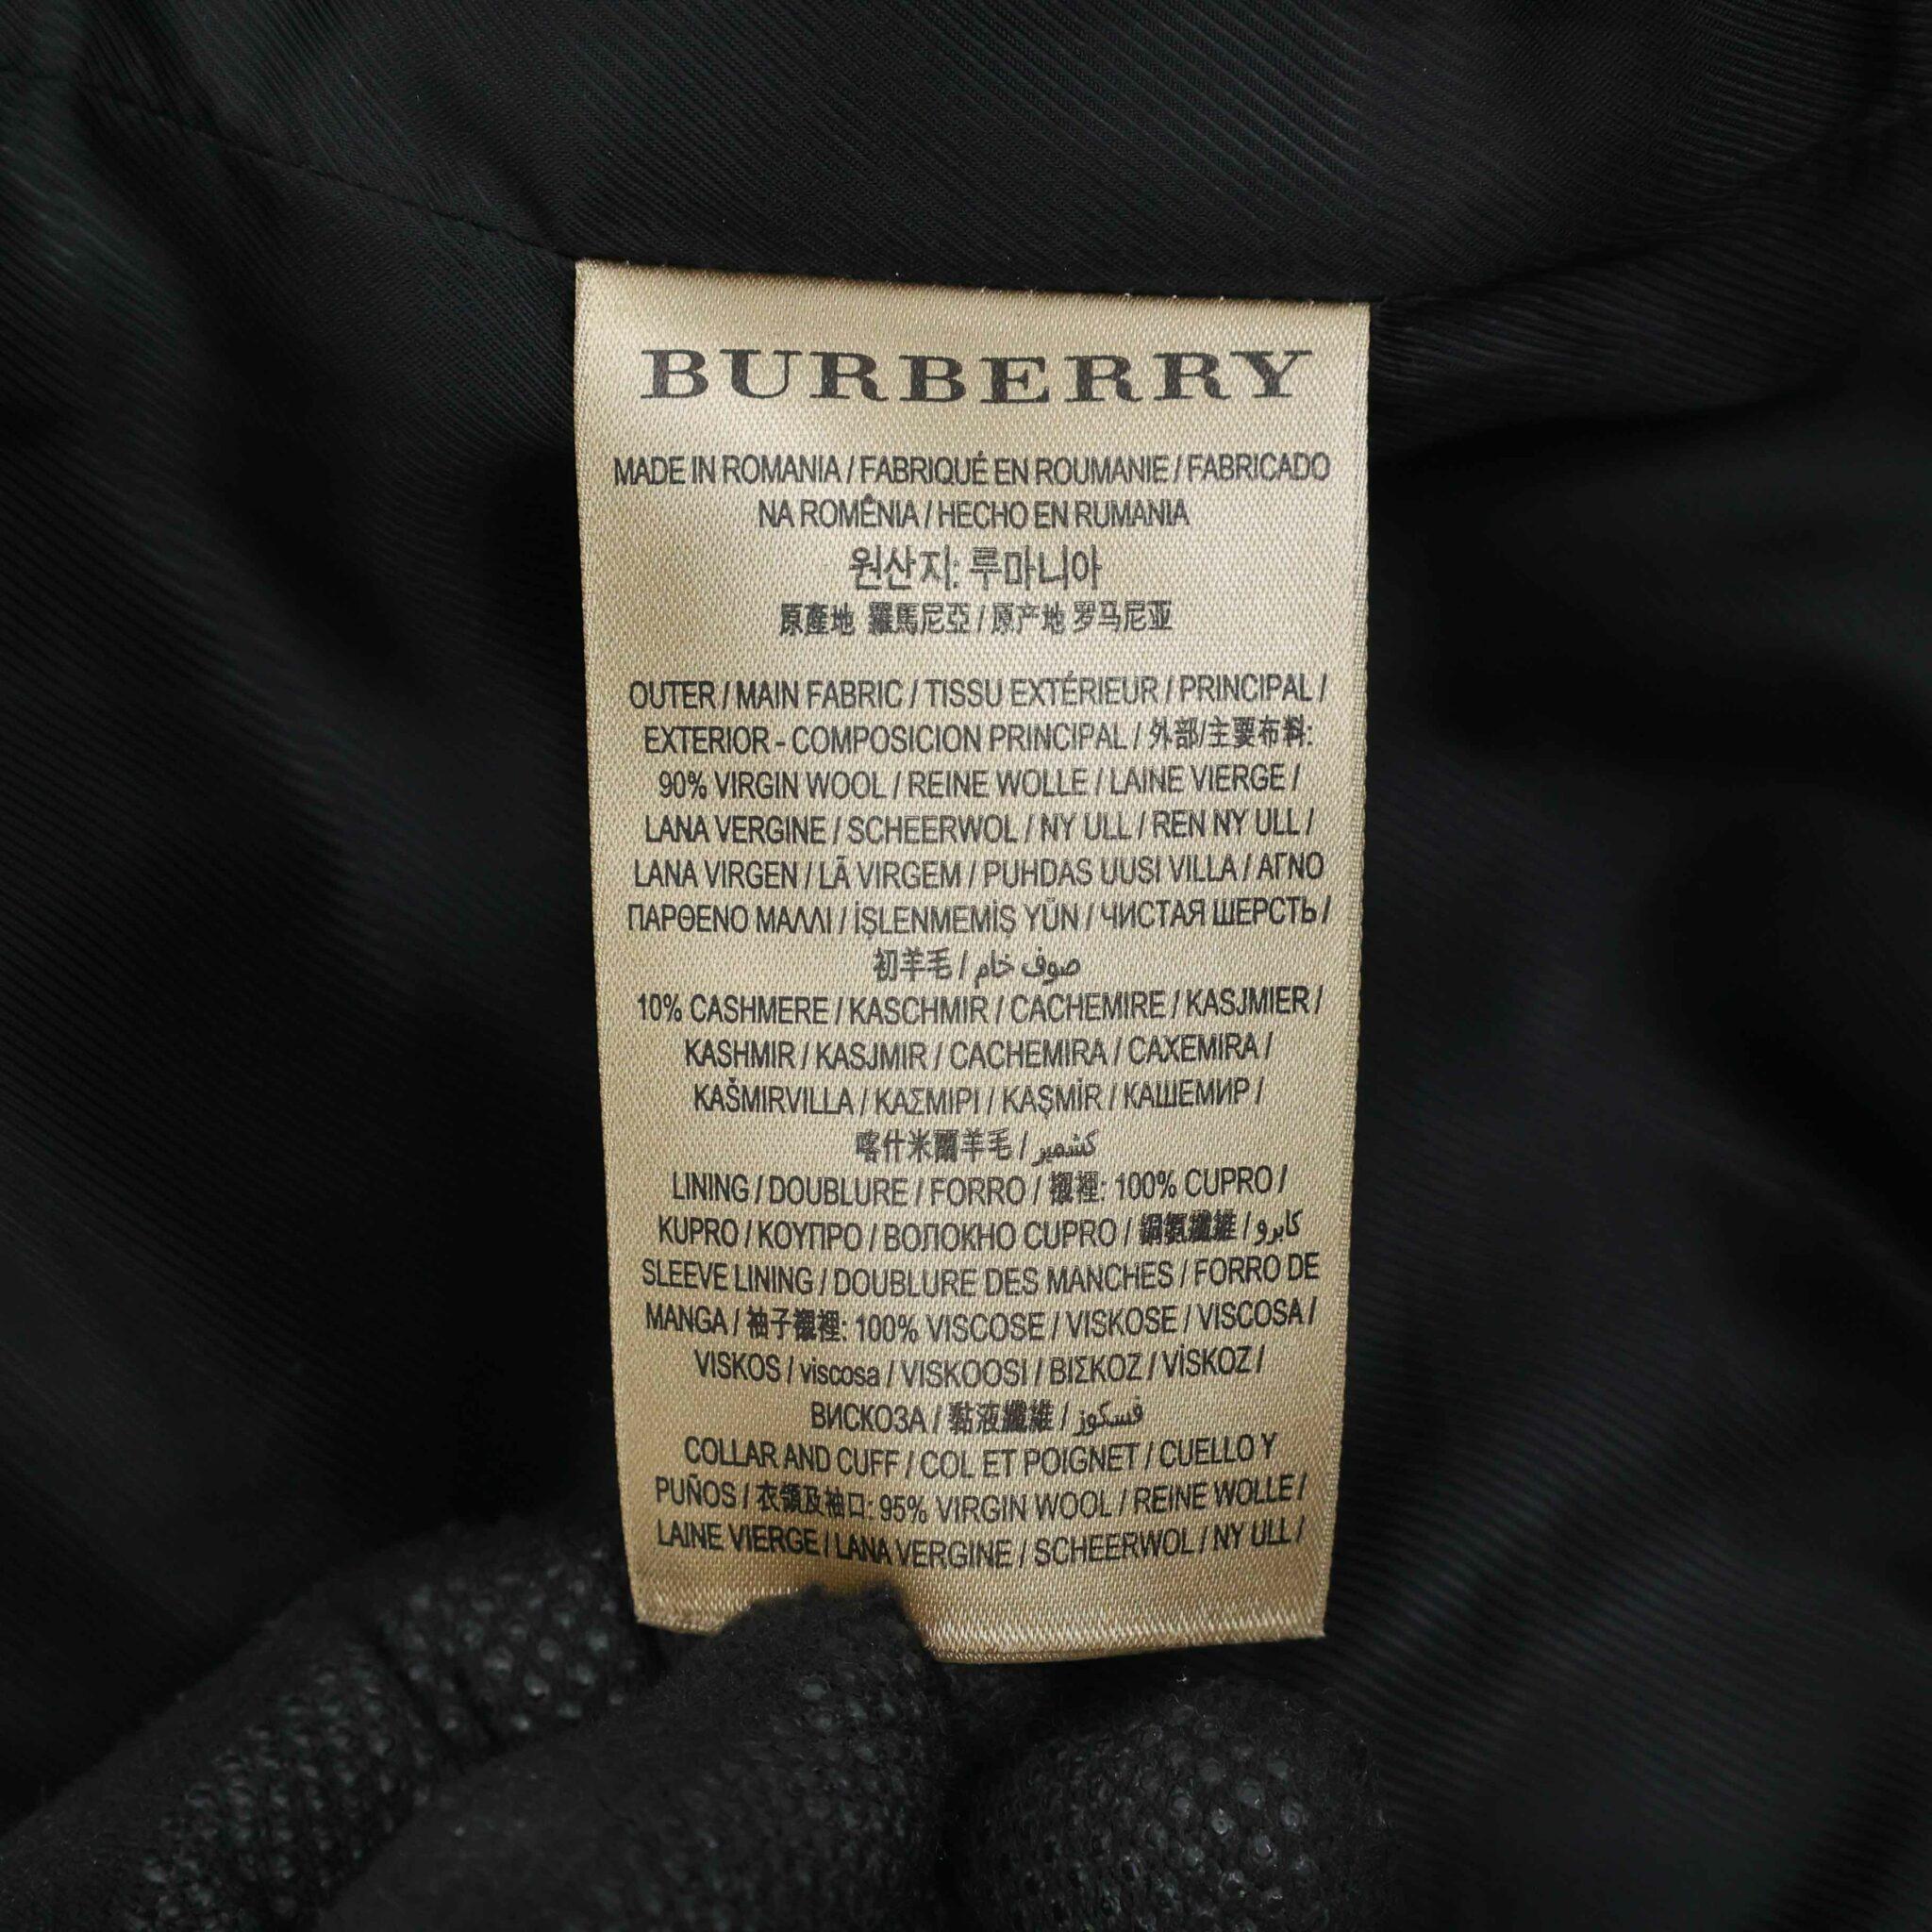 BURBERRY
MADE IN ROMANIA / FABRIQUÉ EN ROUMANIE / FABRICADO
NA ROMÊNIA / HECHO EN RUMANIA
원산지: 루마니아
原產地 羅馬尼亞 / 原产地 罗马尼亚
OUTER / MAIN FABRIC / TISSU EXTÉRIEUR / PRINCIPAL /
EXTERIOR - COMPOSICION PRINCIPAL / 外部/主要布料:
90% VIRGIN WOOL / REINE WOLLE / LAINE VIERGE /
LANA VERGINE / SCHEERWOL / NY ULL / REN NY ULL /
LANA VIRGEN / LÃ VIRGEM / PUHDAS UUSI VILLA / ΑΓΝΟ
ΠΑΡΘΕΝΟ ΜΑΛΛΙ / İŞLENMEMİŞ YÜN / ЧИСТАЯ ШЕРСТЬ /
初羊毛 / صوف خام
10% CASHMERE / KASCHMIR / CACHEMIRE / KASJMIER /
KASHMIR / KASJMIR / CACHEMIRA / CAXEMIRA /
KAŠMIRVILLA / ΚΑΣΜΙΡΙ / KAŞMİR / КАШЕМИР /
喀什米爾羊毛 / كشمير
LINING / DOUBLURE / FORRO / 襯裡: 100% CUPRO /
KUPRO / ΚΟΥΠΡΟ / ВОЛОКНО CUPRO / 銅氨纖維 / كابرو
SLEEVE LINING / DOUBLURE DES MANCHES / FORRO DE
MANGA / 袖子襯裡: 100% VISCOSE / VISKOSE / VISCOSA /
VISKOS / viscosa / VISKOOSI / ΒΙΣΚΟΖ / VİSKOZ /
ВИСКОЗА / 黏液纖維 / فسكوز
COLLAR AND CUFF / COL ET POIGNET / CUELLO Y
PUÑOS / 衣領及袖口: 95% VIRGIN WOOL / REINE WOLLE /
LAINE VIERGE / LANA VERGINE / SCHEERWOL / NY ULL /